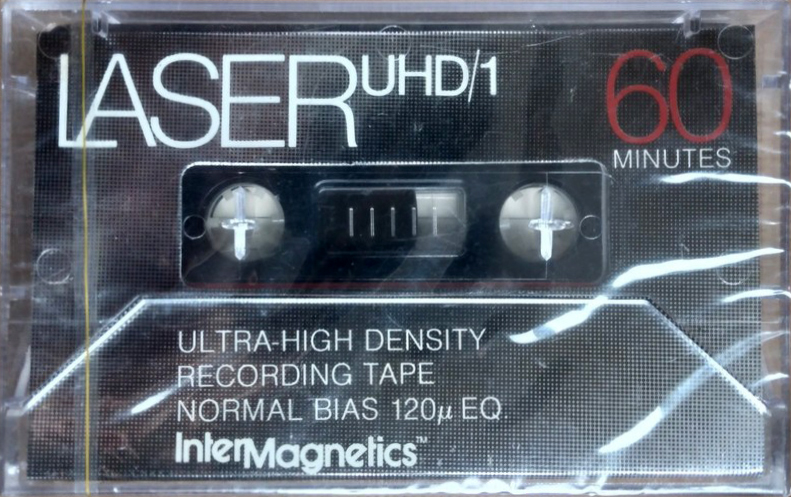 LASER UHD/1
60
MINUTES
ULTRA-HIGH DENSITY
RECORDING TAPE
NORMAL BIAS 120µ EQ.
InterMagnetics™